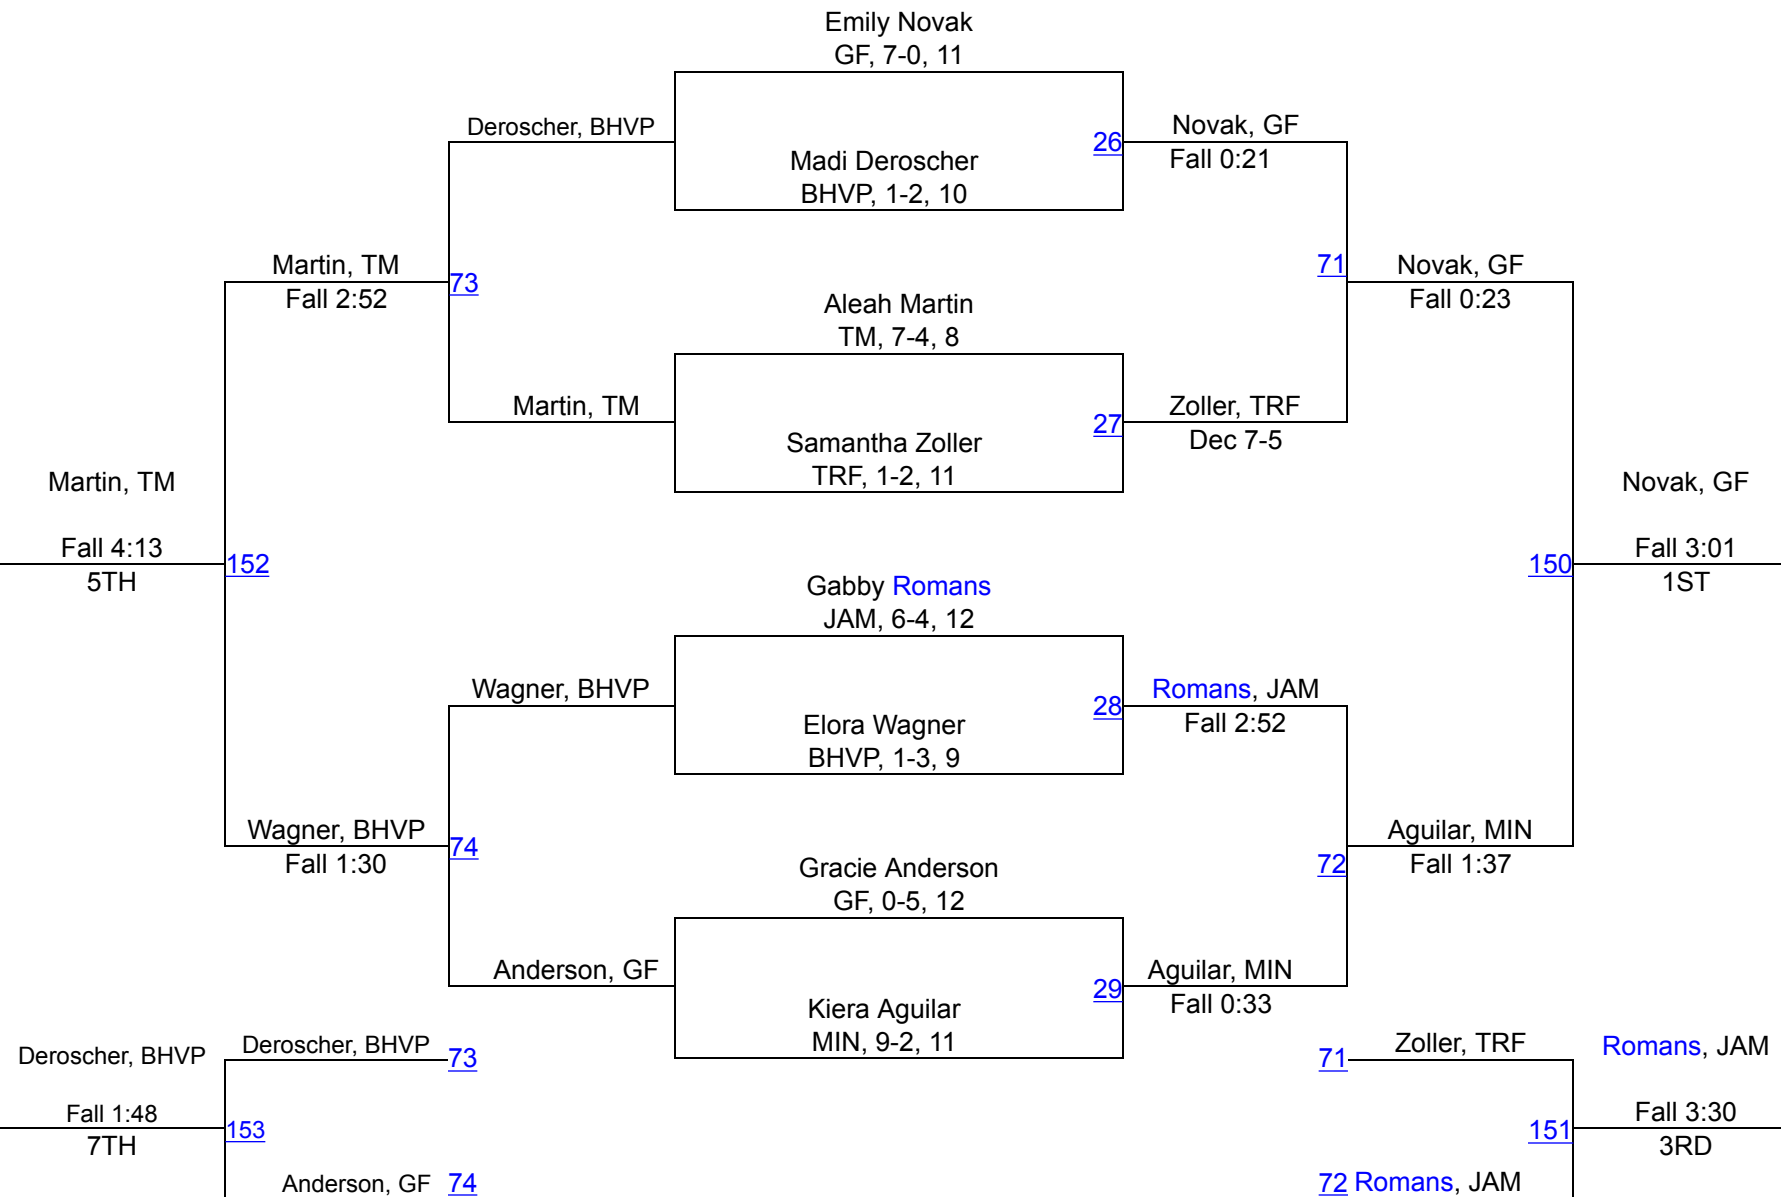 Emily Novak
GF, 7-0, 11
Deroscher, BHVP
26
Novak, GF
Fall 0:21
Madi Deroscher
BHVP, 1-2, 10
Martin, TM
Fall 2:52
73
71
Novak, GF
Fall 0:23
Aleah Martin
TM, 7-4, 8
Martin, TM
27
Zoller, TRF
Dec 7-5
Samantha Zoller
TRF, 1-2, 11
Martin, TM
Fall 4:13
5TH
152
Novak, GF
150
Fall 3:01
1ST
Gabby Romans
JAM, 6-4, 12
Wagner, BHVP
28
Romans, JAM
Fall 2:52
Elora Wagner
BHVP, 1-3, 9
Wagner, BHVP
Fall 1:30
74
72
Aguilar, MIN
Fall 1:37
Gracie Anderson
GF, 0-5, 12
Anderson, GF
29
Aguilar, MIN
Fall 0:33
Kiera Aguilar
MIN, 9-2, 11
Deroscher, BHVP
Deroscher, BHVP
73
71
Zoller, TRF
Romans, JAM
Fall 1:48
7TH
153
151
Fall 3:30
3RD
Anderson, GF
74
72
Romans, JAM